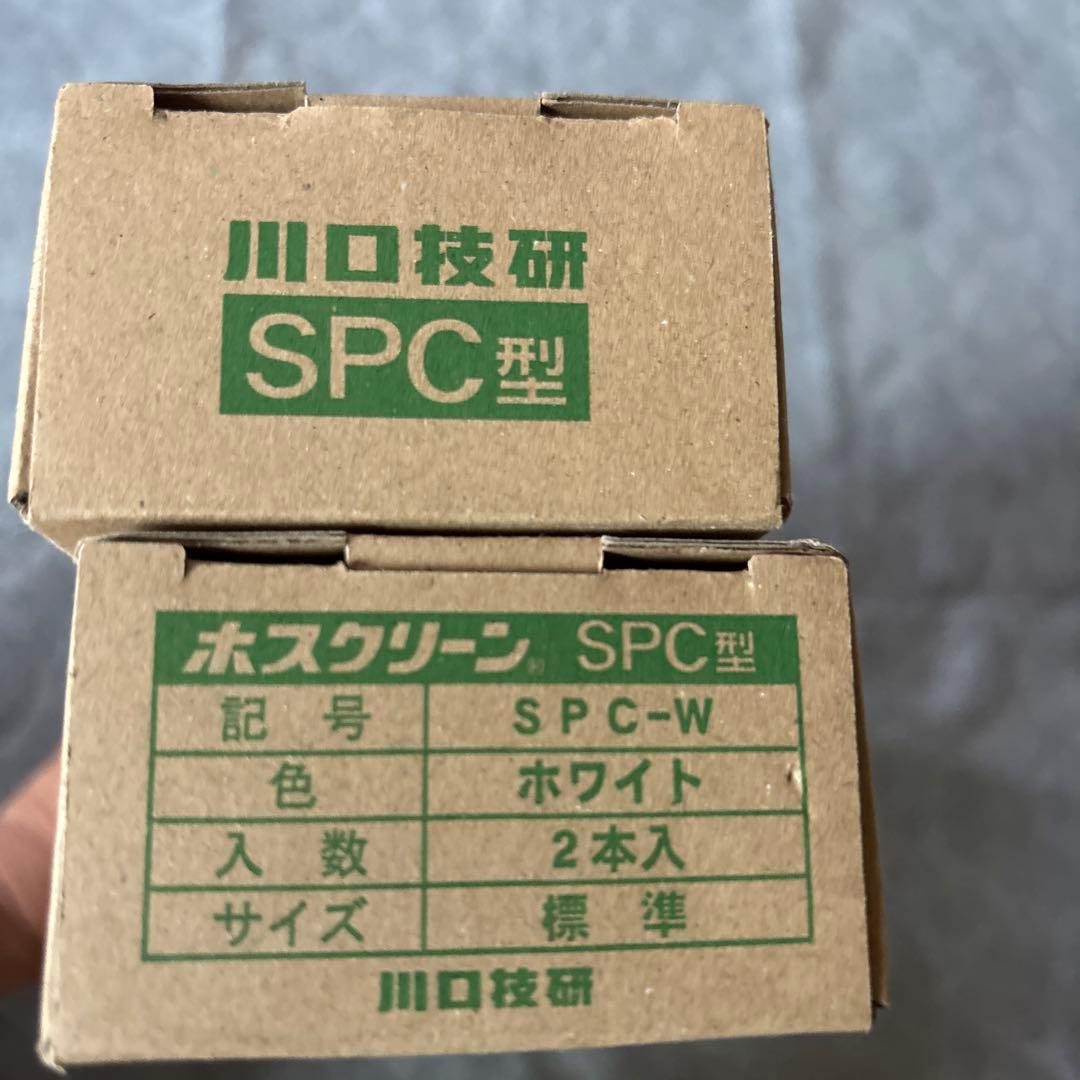 川口技研
SPC型
ホスクリーン SPC型
記号 SPC-W
色 ホワイト
入数 2本入
サイズ 標準
川口技研